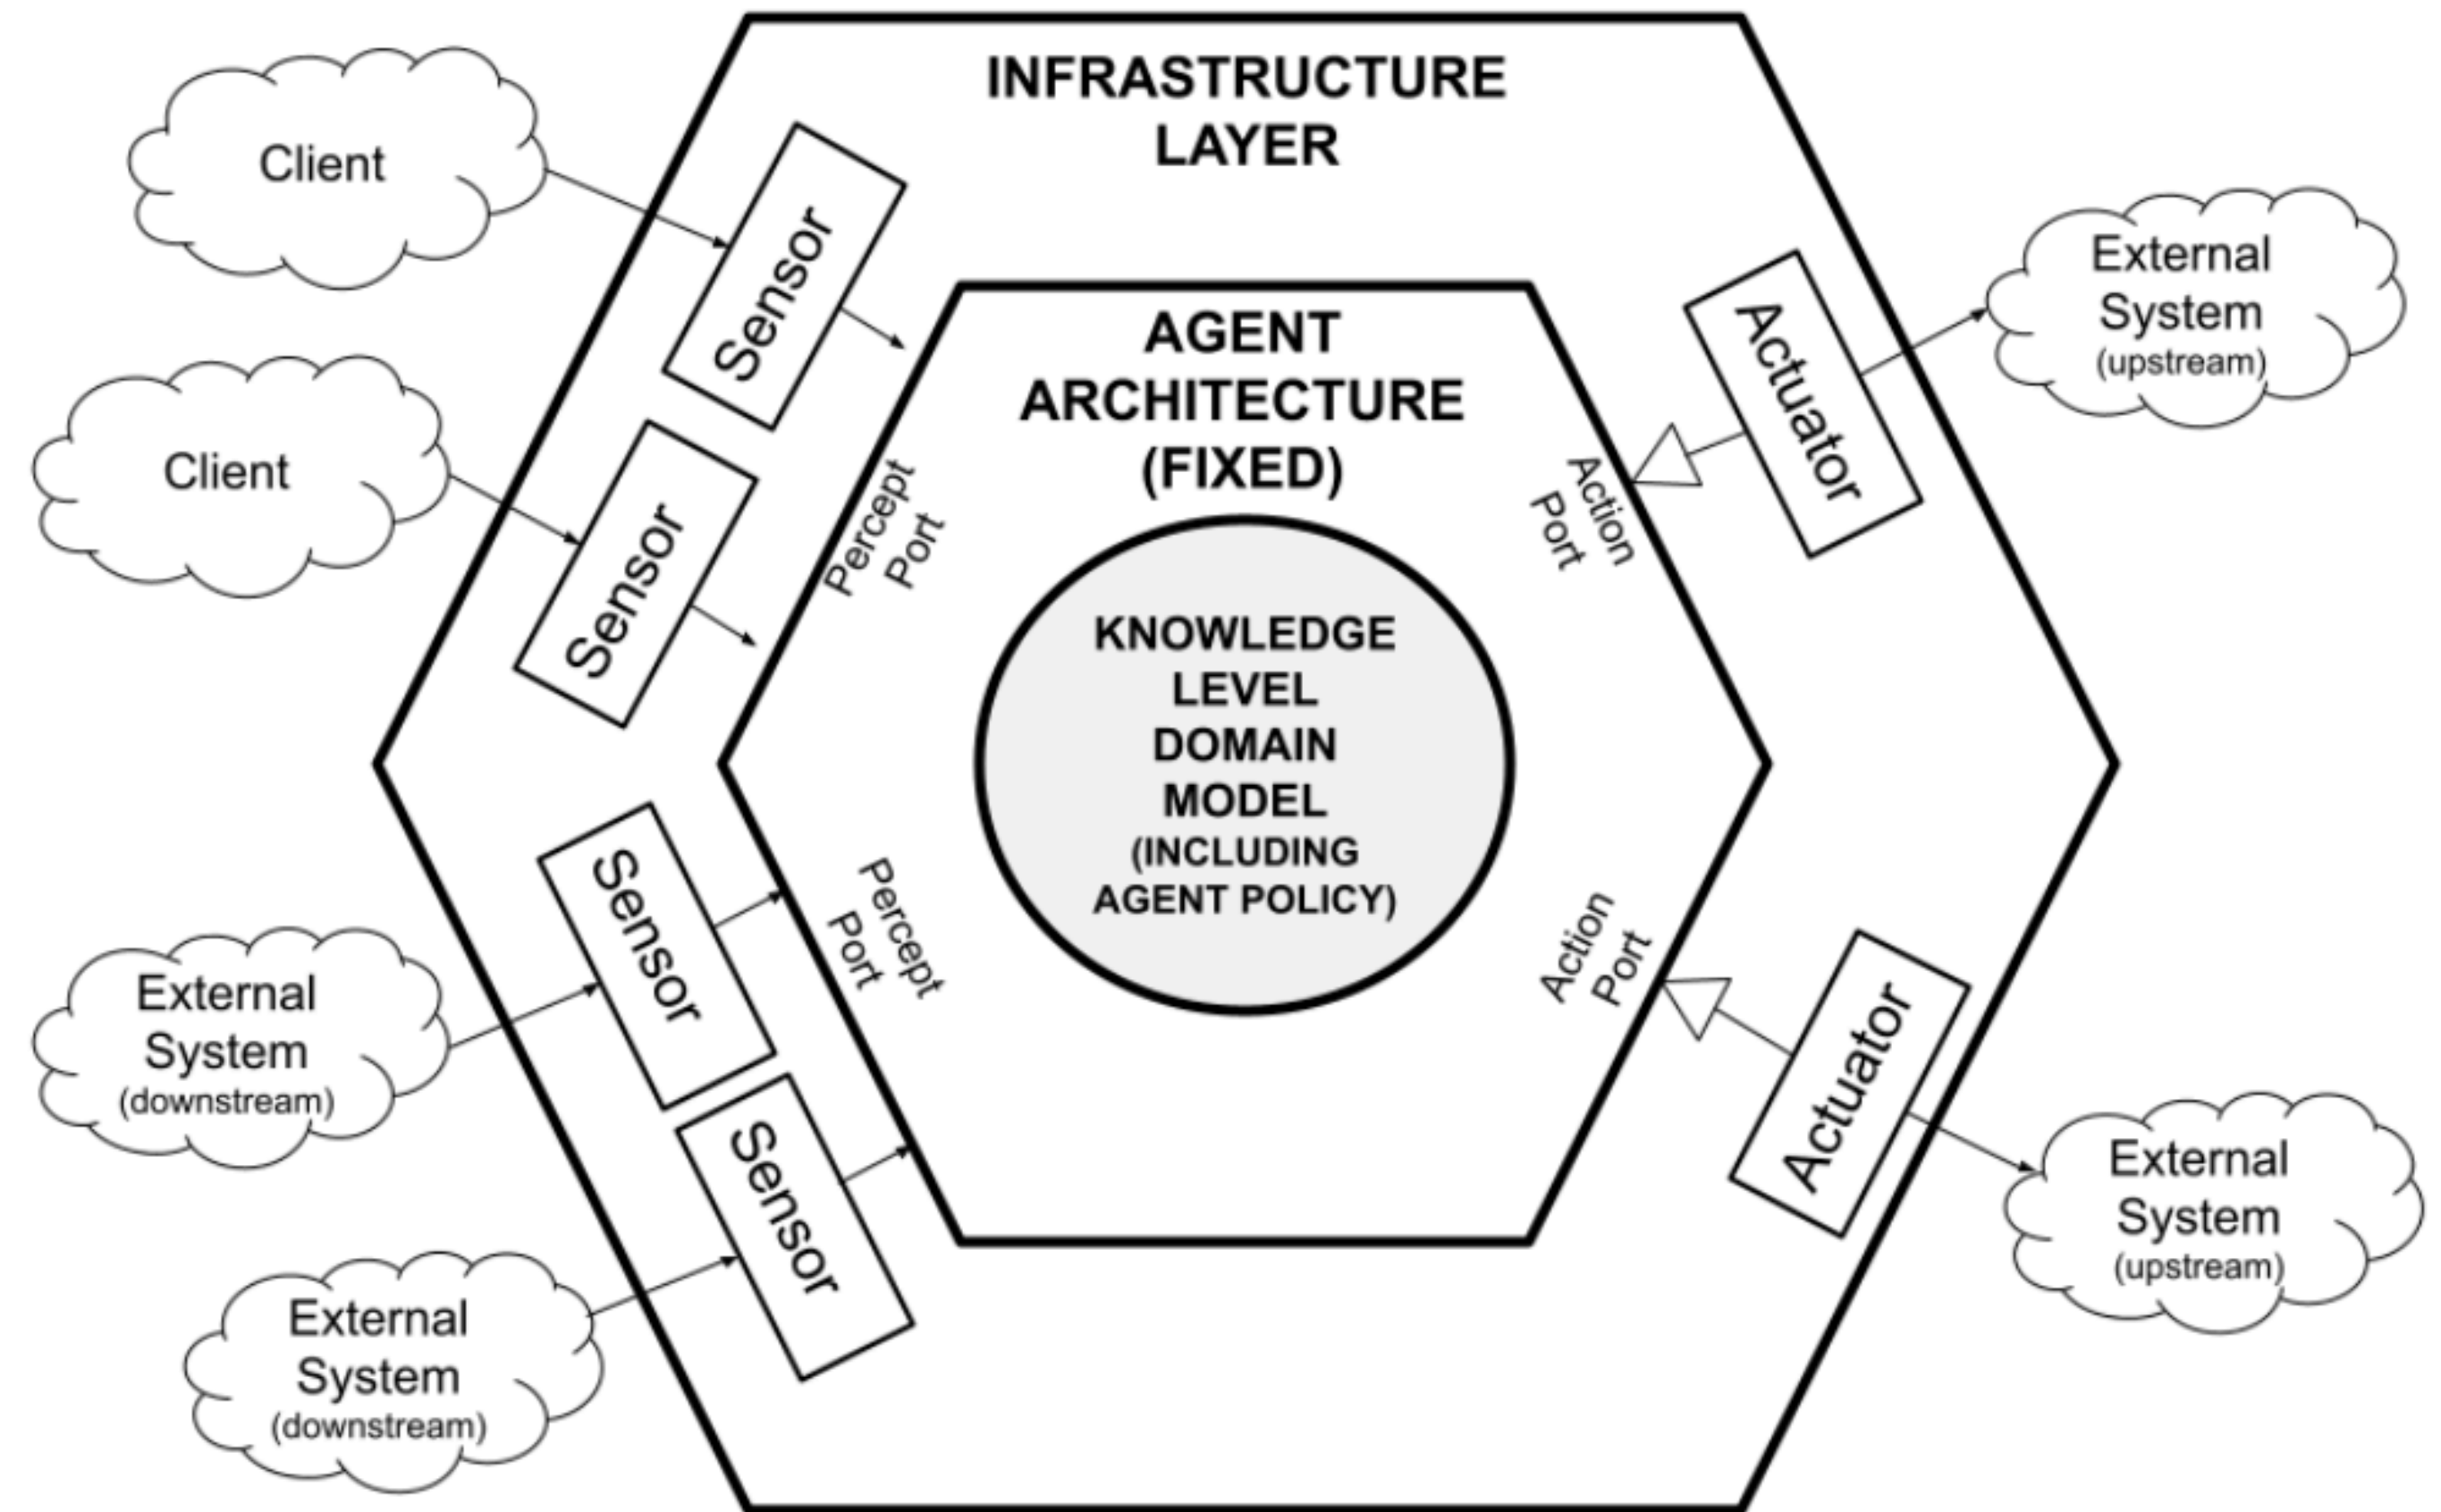 INFRASTRUCTURE
LAYER
Client
Sensor
Client
Sensor
AGENT
ARCHITECTURE
(FIXED)
Percept
Port
Action
Port
Actuator
External
System
(upstream)
KNOWLEDGE
LEVEL
DOMAIN
MODEL
(INCLUDING
AGENT POLICY)
Sensor
Percept
Port
External
System
(downstream)
Sensor
External
System
(downstream)
Action
Port
Actuator
External
System
(upstream)